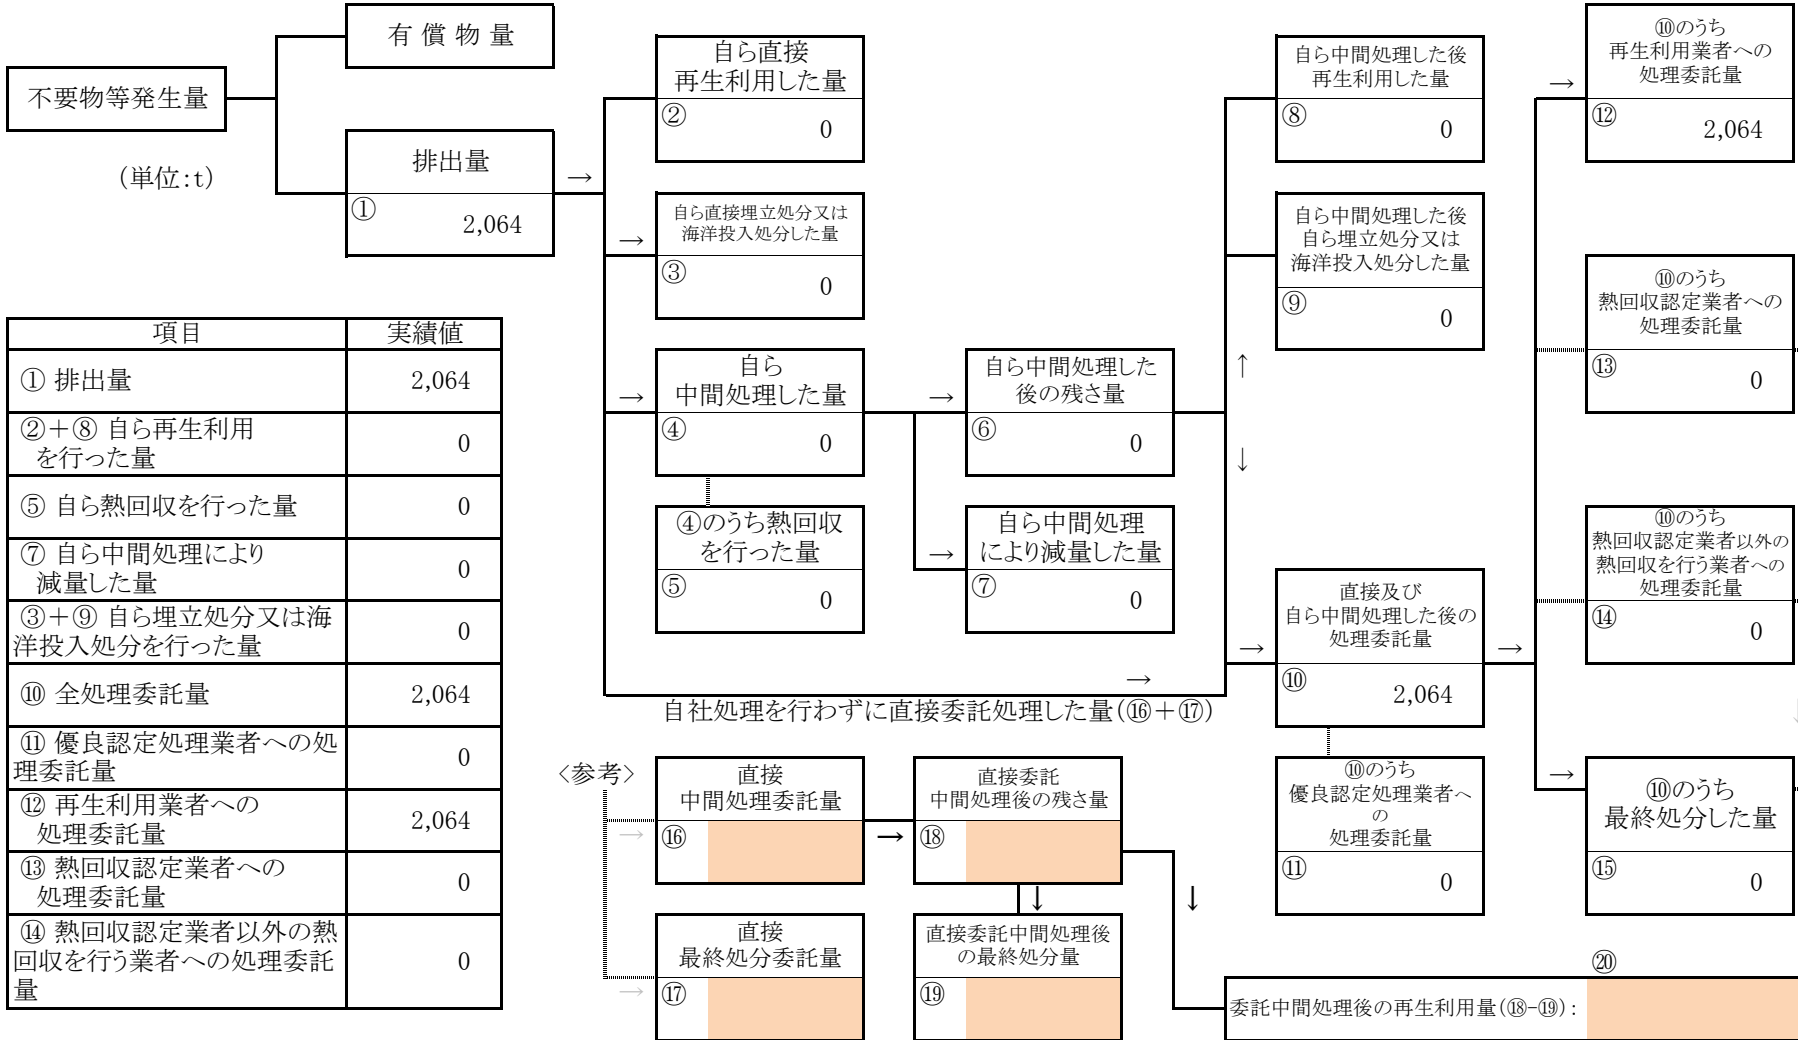 有 償 物 量
不要物等発生量
（単位：t）
排出量
①
2,064
→
自ら直接
再生利用した量
②
0
→
自ら直接埋立処分又は
海洋投入処分した量
③
0
→
自ら
中間処理した量
④
0
④のうち熱回収
を行った量
⑤
0
→
自ら中間処理した
後の残さ量
⑥
0
→
自ら中間処理
により減量した量
⑦
0
自ら中間処理した後
再生利用した量
⑧
0
自ら中間処理した後
自ら埋立処分又は
海洋投入処分した量
⑨
0
↑
↓
→
自社処理を行わずに直接委託処理した量（⑯＋⑰）
→
直接及び
自ら中間処理した後の
処理委託量
⑩
2,064
→
⑩のうち
優良認定処理業者へ
の
処理委託量
⑪
0
→
⑩のうち
再生利用業者への
処理委託量
⑫
2,064
⑩のうち
熱回収認定業者への
処理委託量
⑬
0
⑩のうち
熱回収認定業者以外の
熱回収を行う業者への
処理委託量
⑭
0
→
⑩のうち
最終処分した量
⑮
0
項目 実績値
① 排出量 2,064
②＋⑧ 自ら再生利用
を行った量 0
⑤ 自ら熱回収を行った量 0
⑦ 自ら中間処理により
減量した量 0
③＋⑨ 自ら埋立処分又は海
洋投入処分を行った量 0
⑩ 全処理委託量 2,064
⑪ 優良認定処理業者への処
理委託量 0
⑫ 再生利用業者への
処理委託量 2,064
⑬ 熱回収認定業者への
処理委託量 0
⑭ 熱回収認定業者以外の熱
回収を行う業者への処理委託
量 0
〈参考〉
→
直接
中間処理委託量
⑯
→
直接委託
中間処理後の残さ量
⑱
↓
↓
→
直接
最終処分委託量
⑰
直接委託中間処理後
の最終処分量
⑲
⑳
委託中間処理後の再生利用量（⑱-⑲）：